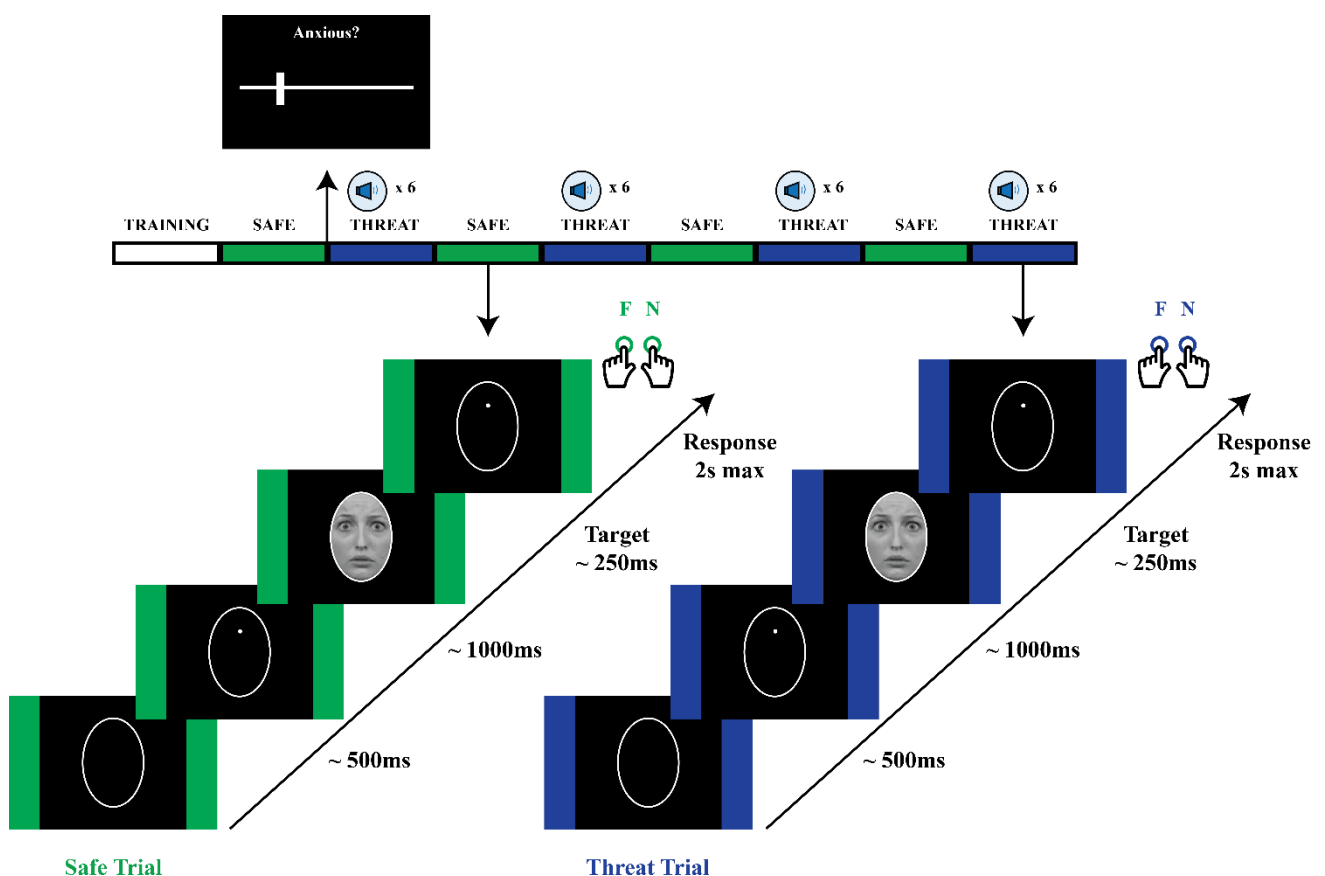 Anxious?
x 6
x 6
x 6
x 6
TRAINING
SAFE
THREAT
SAFE
THREAT
SAFE
THREAT
SAFE
THREAT
F N
F N
Response
2s max
Response
2s max
Target
~ 250ms
Target
~ 250ms
~ 1000ms
~ 1000ms
~ 500ms
~ 500ms
Safe Trial
Threat Trial